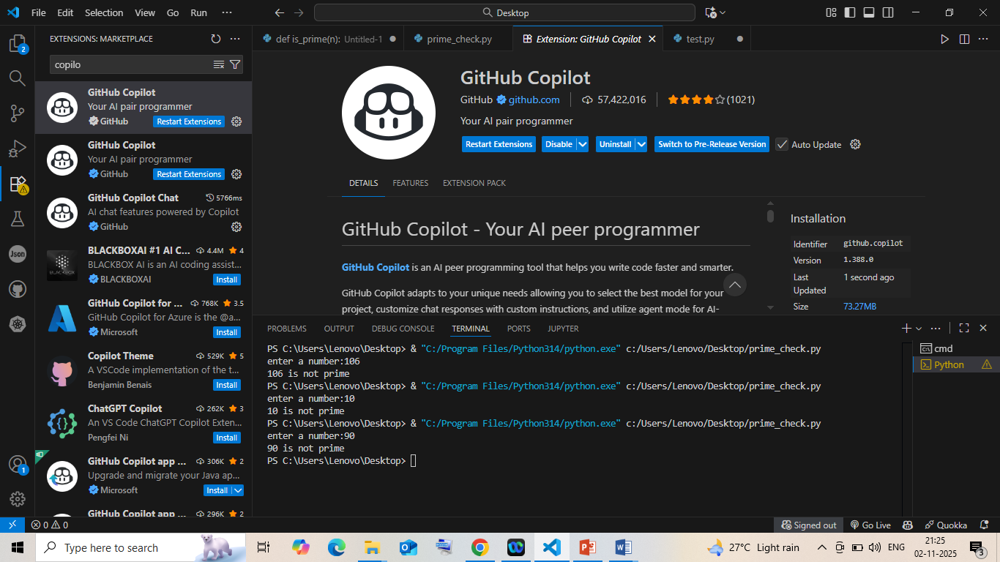 File Edit Selection View Go Run ···
Desktop
EXTENSIONS: MARKETPLACE
copilo
GitHub Copilot
Your AI pair programmer
GitHub
Restart Extensions
GitHub Copilot
Your AI pair programmer
GitHub
Restart Extensions
GitHub Copilot Chat
5766ms
AI chat features powered by Copilot
GitHub
BLACKBOXAI #1 AI C...
4.4M
4
BLACKBOX AI is an AI coding assist...
BLACKBOXAI
Install
GitHub Copilot for ...
768K
3.5
GitHub Copilot for Azure is the @a...
Microsoft
Install
Copilot Theme
529K
5
A VSCode implementation of the t...
Benjamin Benais
Install
ChatGPT Copilot
262K
3
An VS Code ChatGPT Copilot Exten...
Pengfei Ni
Install
GitHub Copilot app ...
306K
2
Upgrade and migrate your Java ap...
Microsoft
Install
GitHub Copilot app ...
296K
2
2
Json
1
BLACKBOX
def is_prime(n): Untitled-1
prime_check.py
Extension: GitHub Copilot
test.py
GitHub Copilot
GitHub github.com 57,422,016 (1021)
Your AI pair programmer
Restart Extensions Disable Uninstall Switch to Pre-Release Version Auto Update
DETAILS FEATURES EXTENSION PACK
GitHub Copilot - Your AI peer programmer
GitHub Copilot is an AI peer programming tool that helps you write code faster and smarter.
GitHub Copilot adapts to your unique needs allowing you to select the best model for your
project, customize chat responses with custom instructions, and utilize agent mode for AI-
Installation
Identifier github.copilot
Version 1.388.0
Last Updated 1 second ago
Size 73.27MB
PROBLEMS OUTPUT DEBUG CONSOLE TERMINAL PORTS JUPYTER
PS C:\Users\Lenovo\Desktop> & "C:/Program Files/Python314/python.exe" c:/Users/Lenovo/Desktop/prime_check.py
enter a number:106
106 is not prime
PS C:\Users\Lenovo\Desktop> & "C:/Program Files/Python314/python.exe" c:/Users/Lenovo/Desktop/prime_check.py
enter a number:10
10 is not prime
PS C:\Users\Lenovo\Desktop> & "C:/Program Files/Python314/python.exe" c:/Users/Lenovo/Desktop/prime_check.py
enter a number:90
90 is not prime
PS C:\Users\Lenovo\Desktop>
cmd
Python
0 0
Signed out Go Live Quokka
Type here to search
27°C Light rain
ENG
21:25
02-11-2025
3